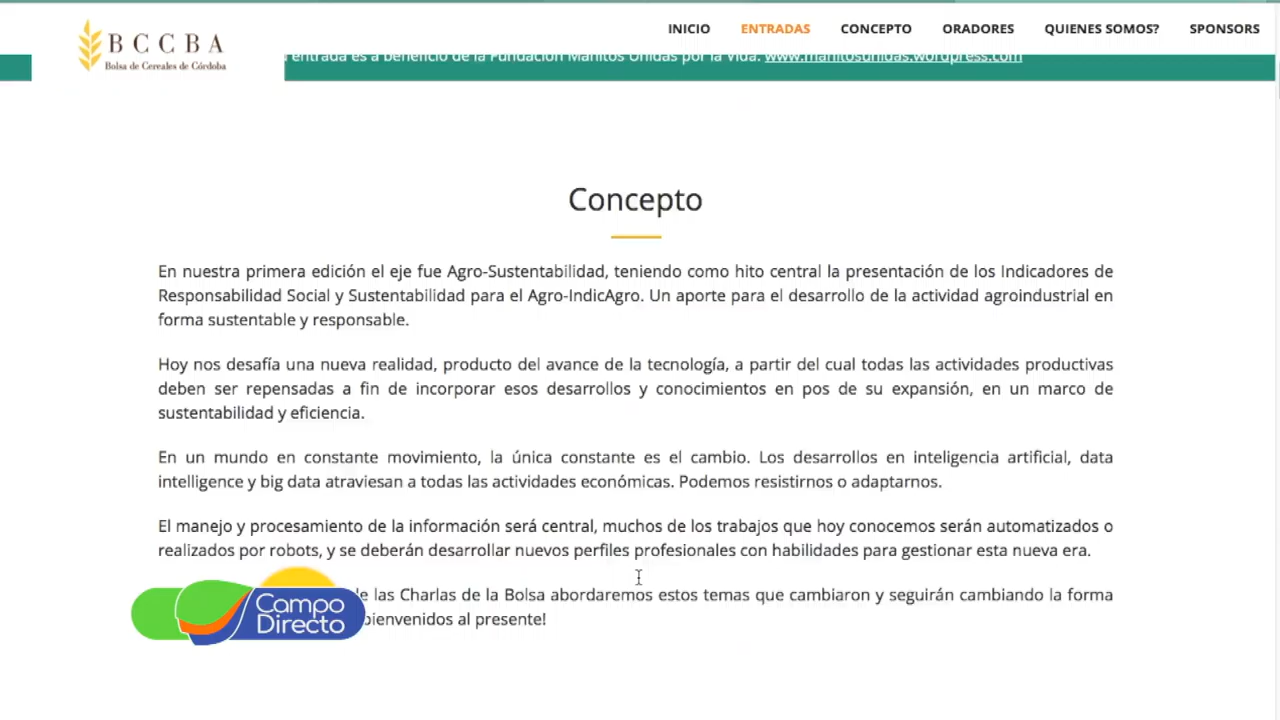 BCCBA
Bolsa de Cereales de Córdoba
INICIO ENTRADAS CONCEPTO ORADORES QUIENES SOMOS? SPONSORS
entrada es a beneficio de la Fundación Manitos Unidas por la Vida. www.manitosunidas.wordpress.com
Concepto
En nuestra primera edición el eje fue Agro-Sustentabilidad, teniendo como hito central la presentación de los Indicadores de
Responsabilidad Social y Sustentabilidad para el Agro-IndicAgro. Un aporte para el desarrollo de la actividad agroindustrial en
forma sustentable y responsable.
Hoy nos desafía una nueva realidad, producto del avance de la tecnología, a partir del cual todas las actividades productivas
deben ser repensadas a fin de incorporar esos desarrollos y conocimientos en pos de su expansión, en un marco de
sustentabilidad y eficiencia.
En un mundo en constante movimiento, la única constante es el cambio. Los desarrollos en inteligencia artificial, data
intelligence y big data atraviesan a todas las actividades económicas. Podemos resistirnos o adaptarnos.
El manejo y procesamiento de la información será central, muchos de los trabajos que hoy conocemos serán automatizados o
realizados por robots, y se deberán desarrollar nuevos perfiles profesionales con habilidades para gestionar esta nueva era.
de las Charlas de la Bolsa abordaremos estos temas que cambiaron y seguirán cambiando la forma
bienvenidos al presente!
Campo
Directo